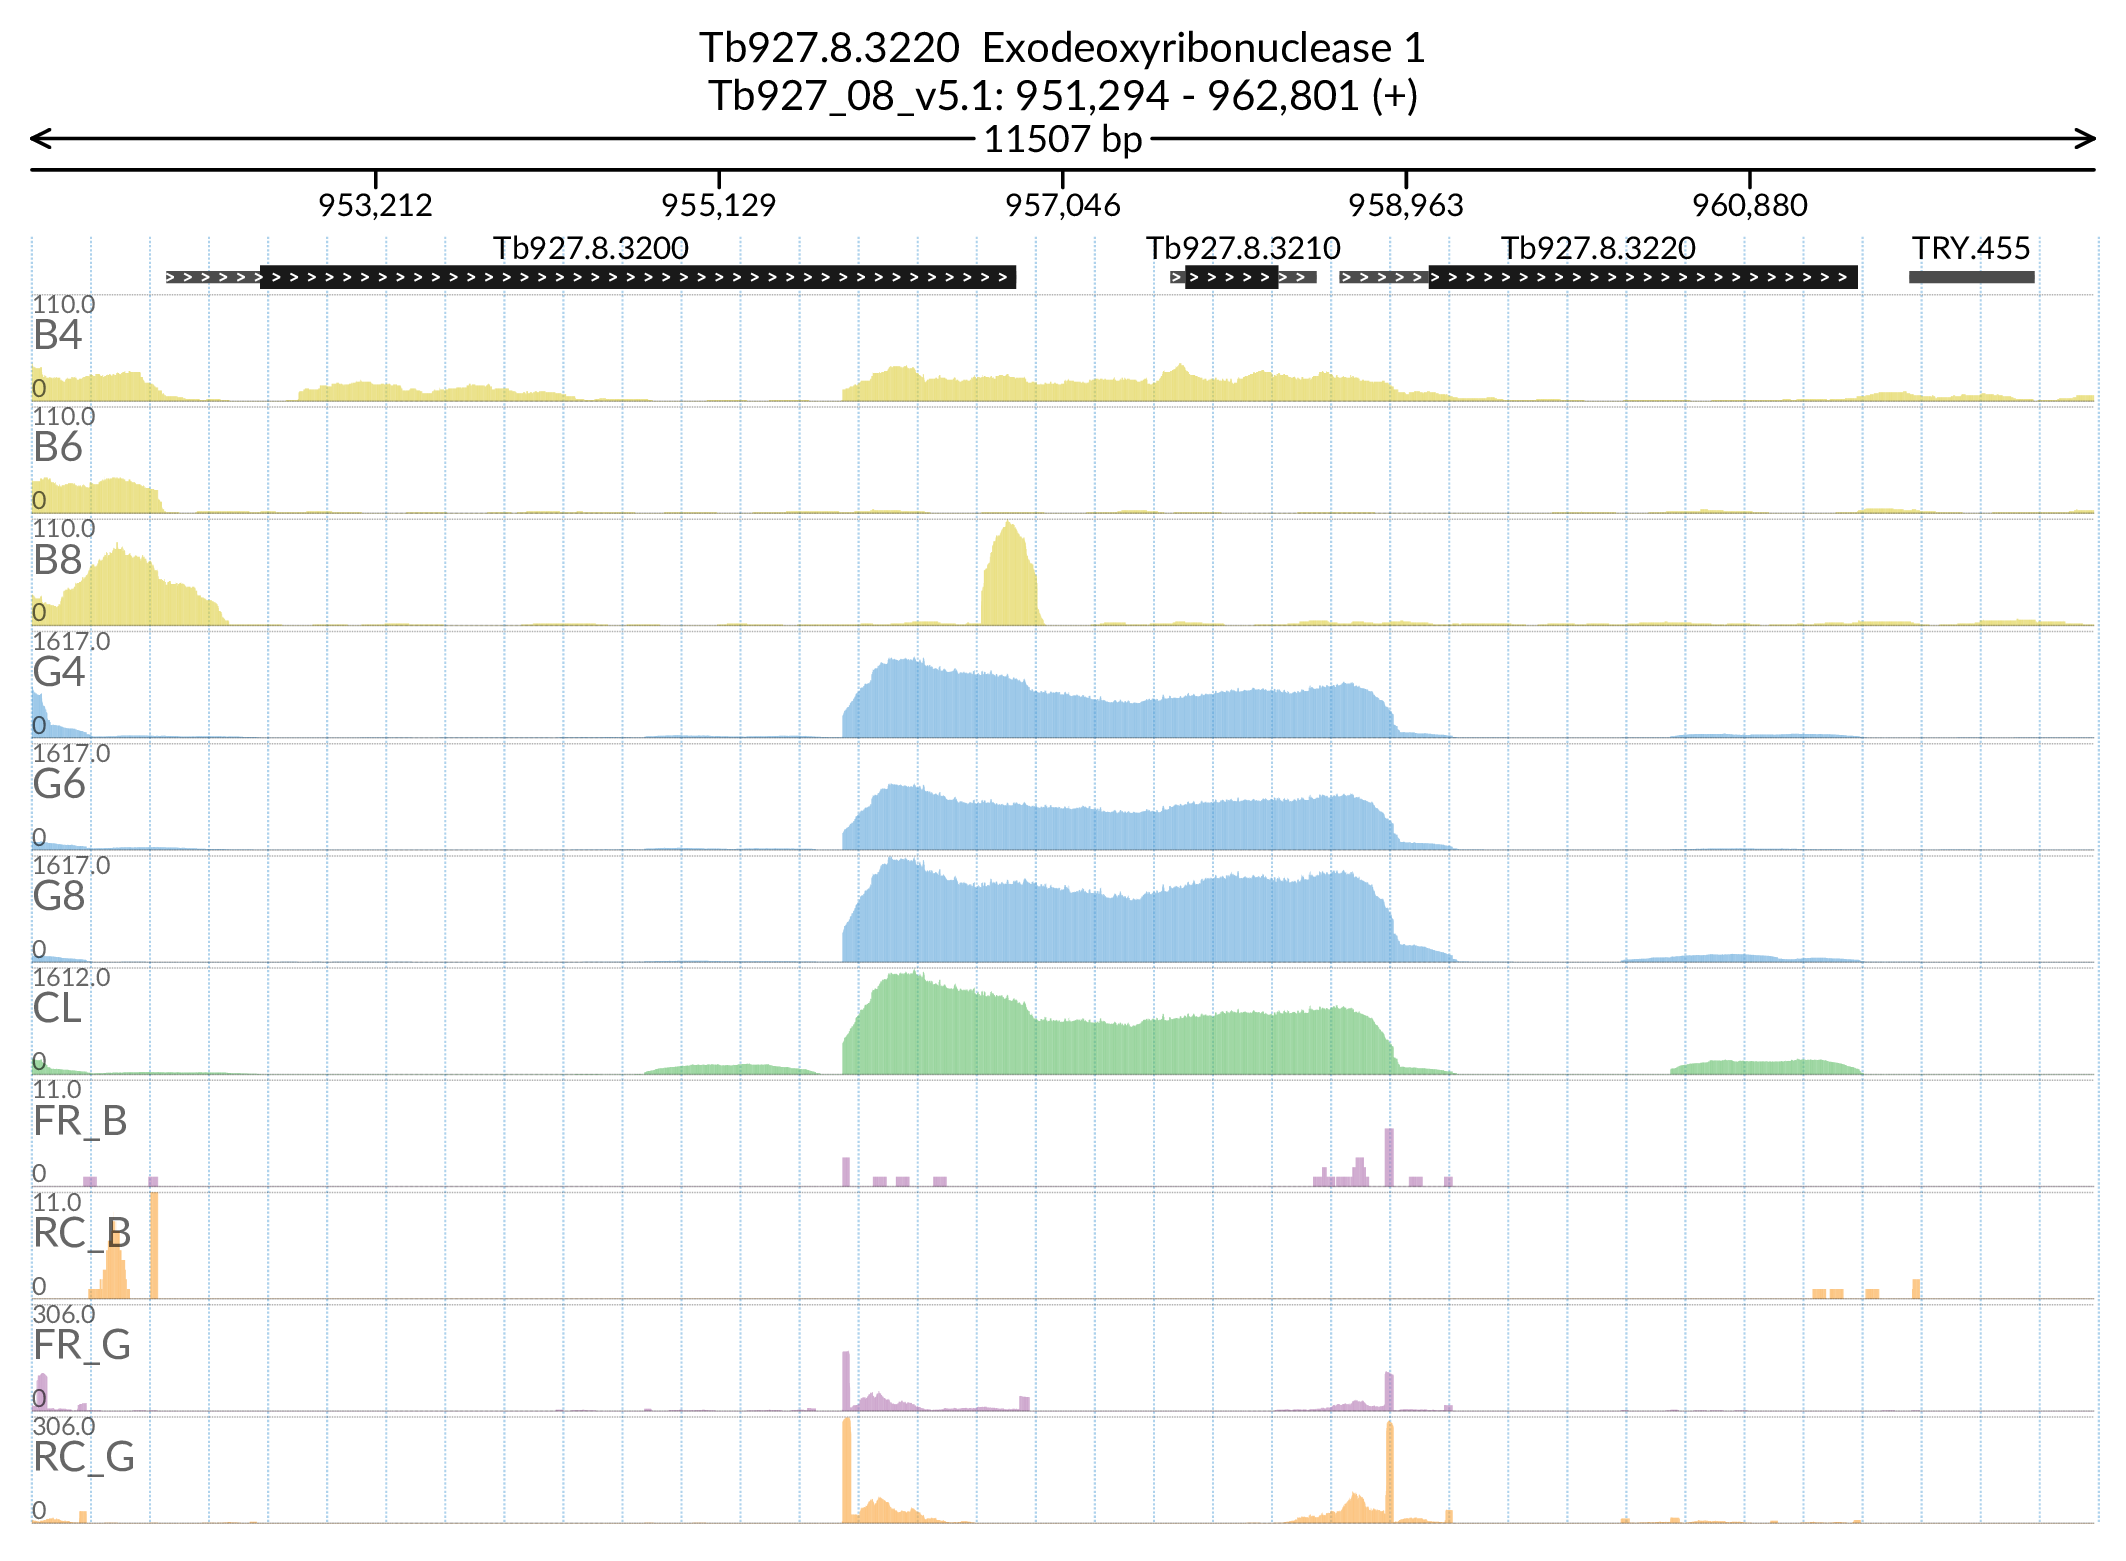 Tb927.8.3220  Exodeoxyribonuclease 1
Tb927_08_v5.1: 951,294 - 962,801 (+)
11507 bp
953,212 955,129 957,046 958,963 960,880
Tb927.8.3200 Tb927.8.3210 Tb927.8.3220 TRY.455
110.0
B4
0
110.0
B6
0
110.0
B8
0
1617.0
G4
0
1617.0
G6
0
1617.0
G8
0
1612.0
CL
0
11.0
FR_B
0
11.0
RC_B
0
306.0
FR_G
0
306.0
RC_G
0